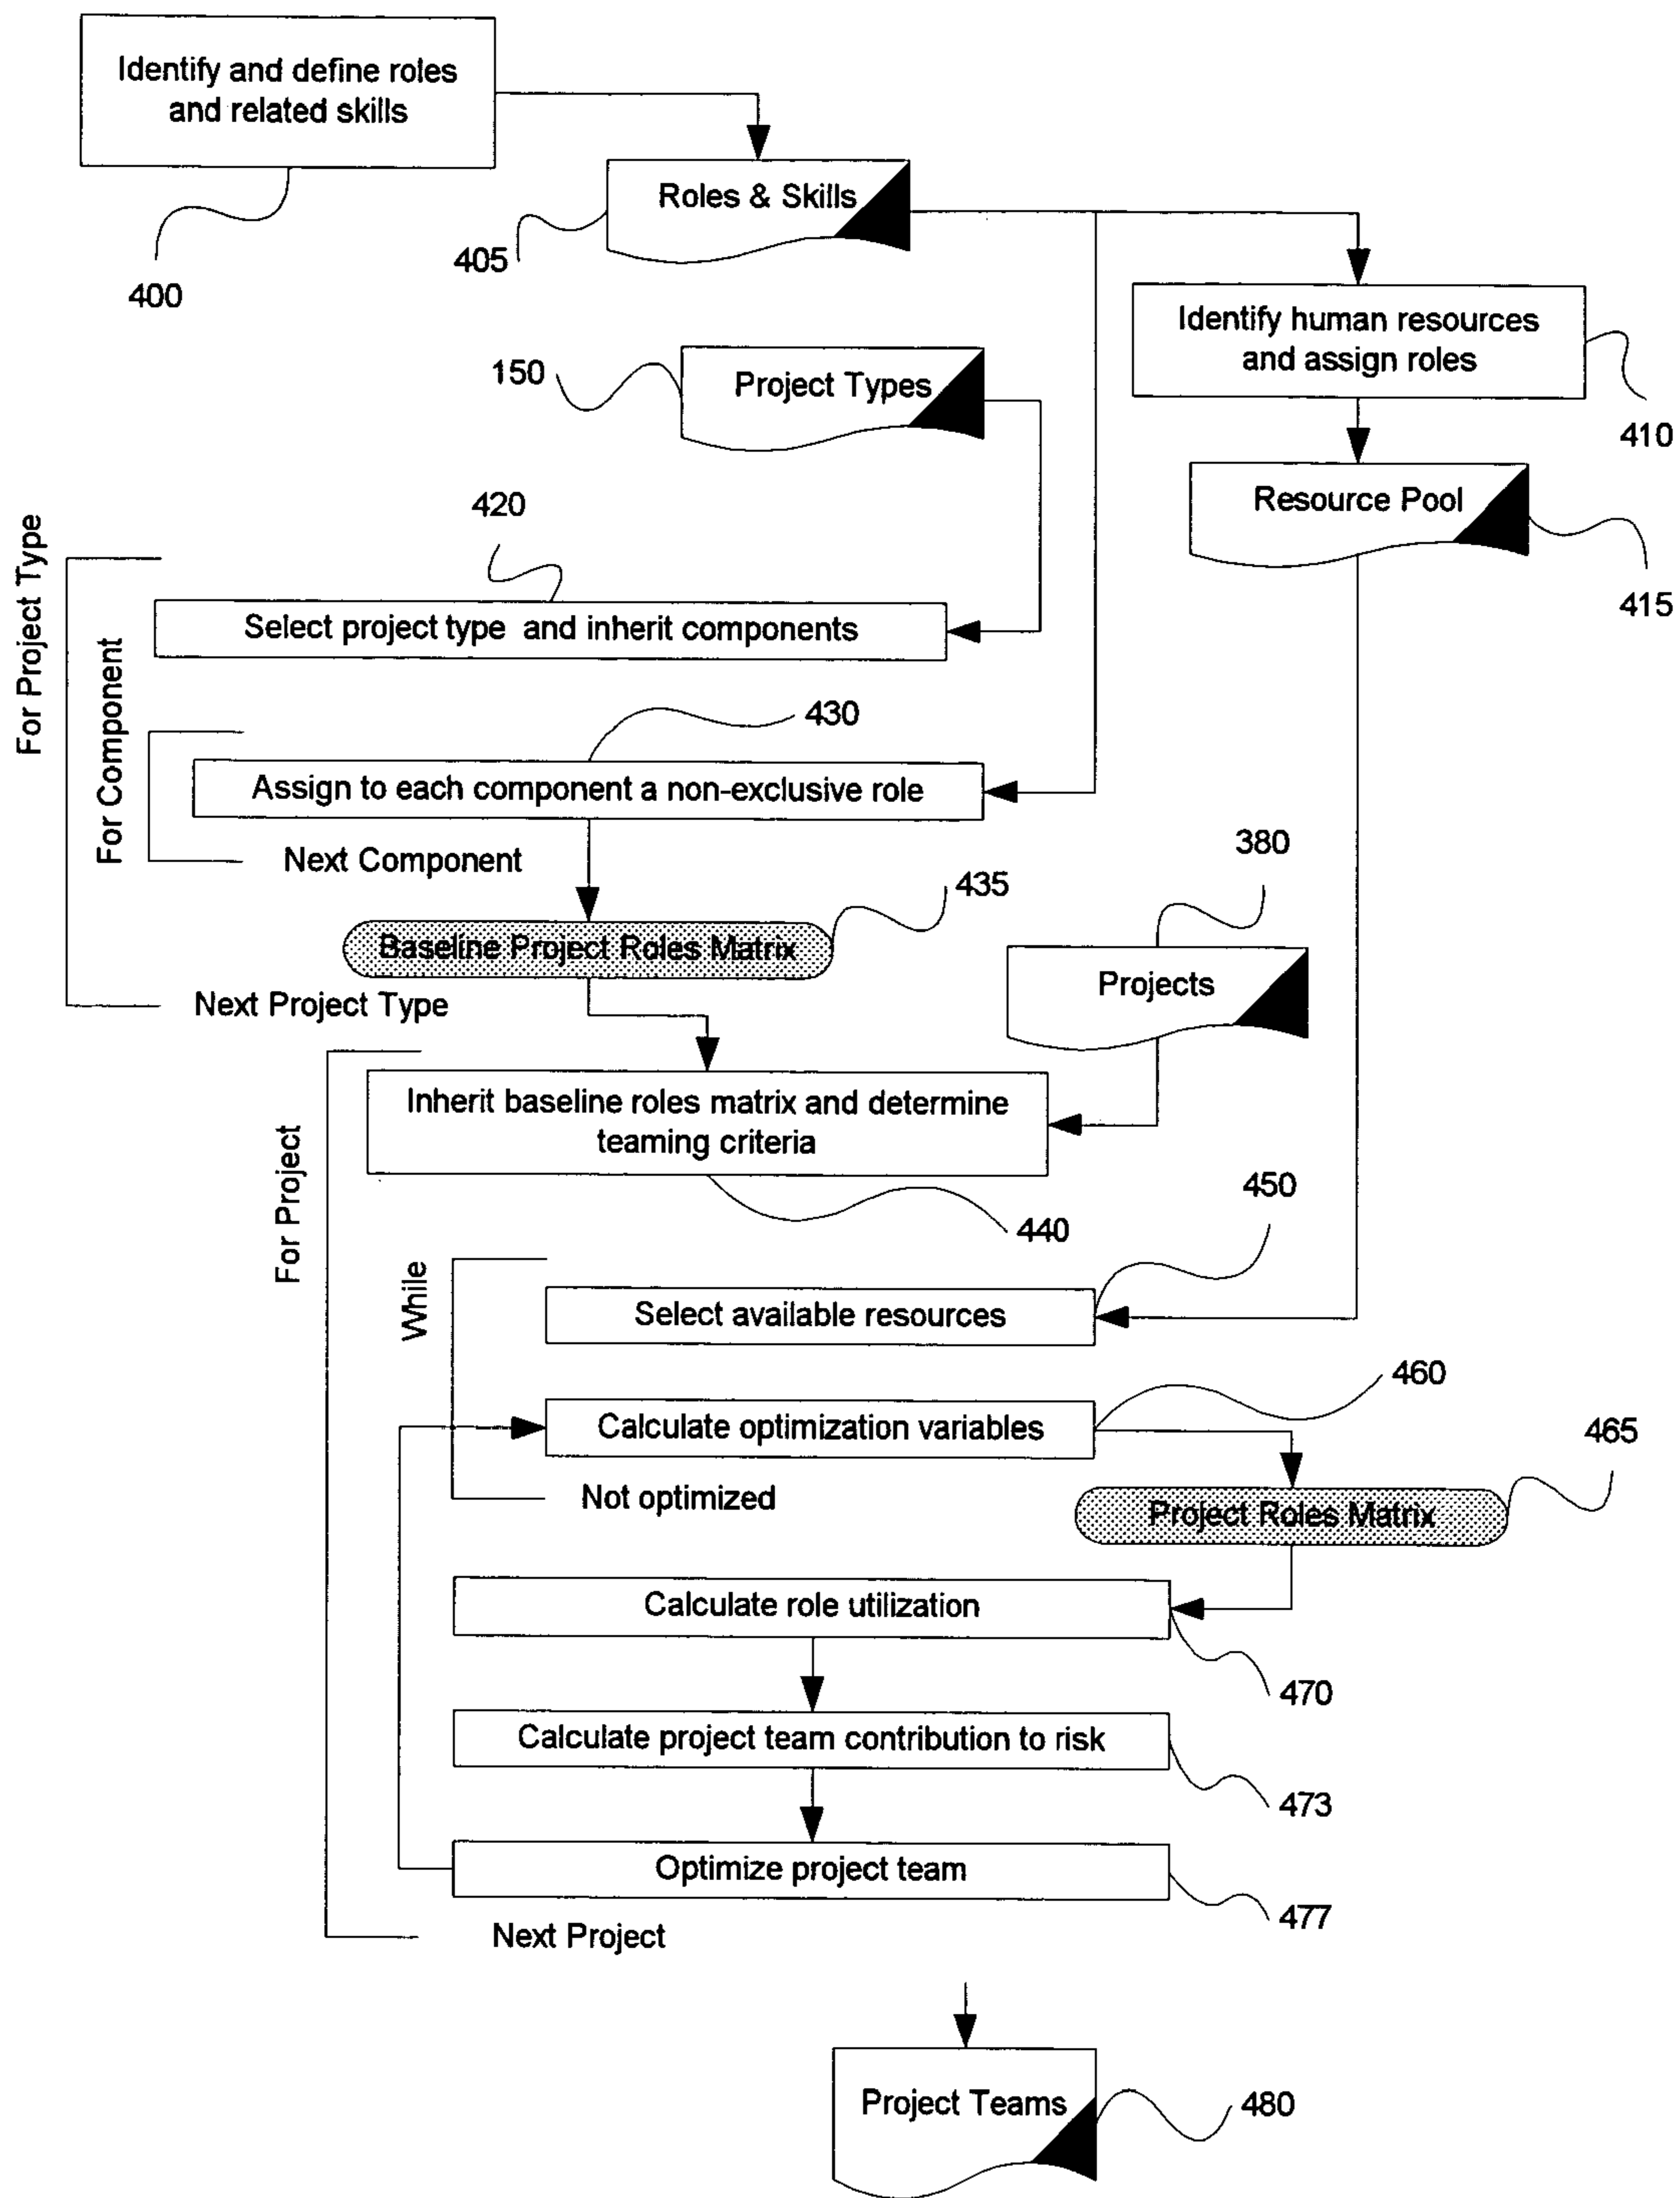 Identify and define roles
and related skills
Roles & Skills
405
400
Identify human resources
and assign roles
150
Project Types
410
Resource Pool
420
415
For Project Type
Select project type and inherit components
For Component
430
Assign to each component a non-exclusive role
Next Component
380
435
Baseline Project Roles Matrix
Projects
Next Project Type
Inherit baseline roles matrix and determine
teaming criteria
For Project
450
440
While
Select available resources
460
Calculate optimization variables
465
Not optimized
Project Roles Matrix
Calculate role utilization
470
Calculate project team contribution to risk
473
Optimize project team
477
Next Project
Project Teams
480